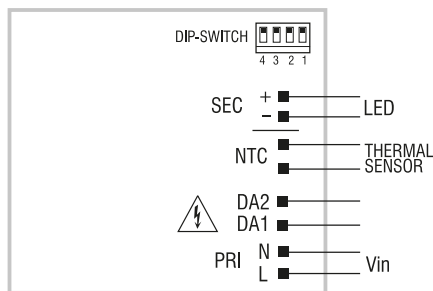 DIP-SWITCH
4 3 2 1
SEC + LED
−
NTC THERMAL
SENSOR
DA2
DA1
PRI N Vin
L